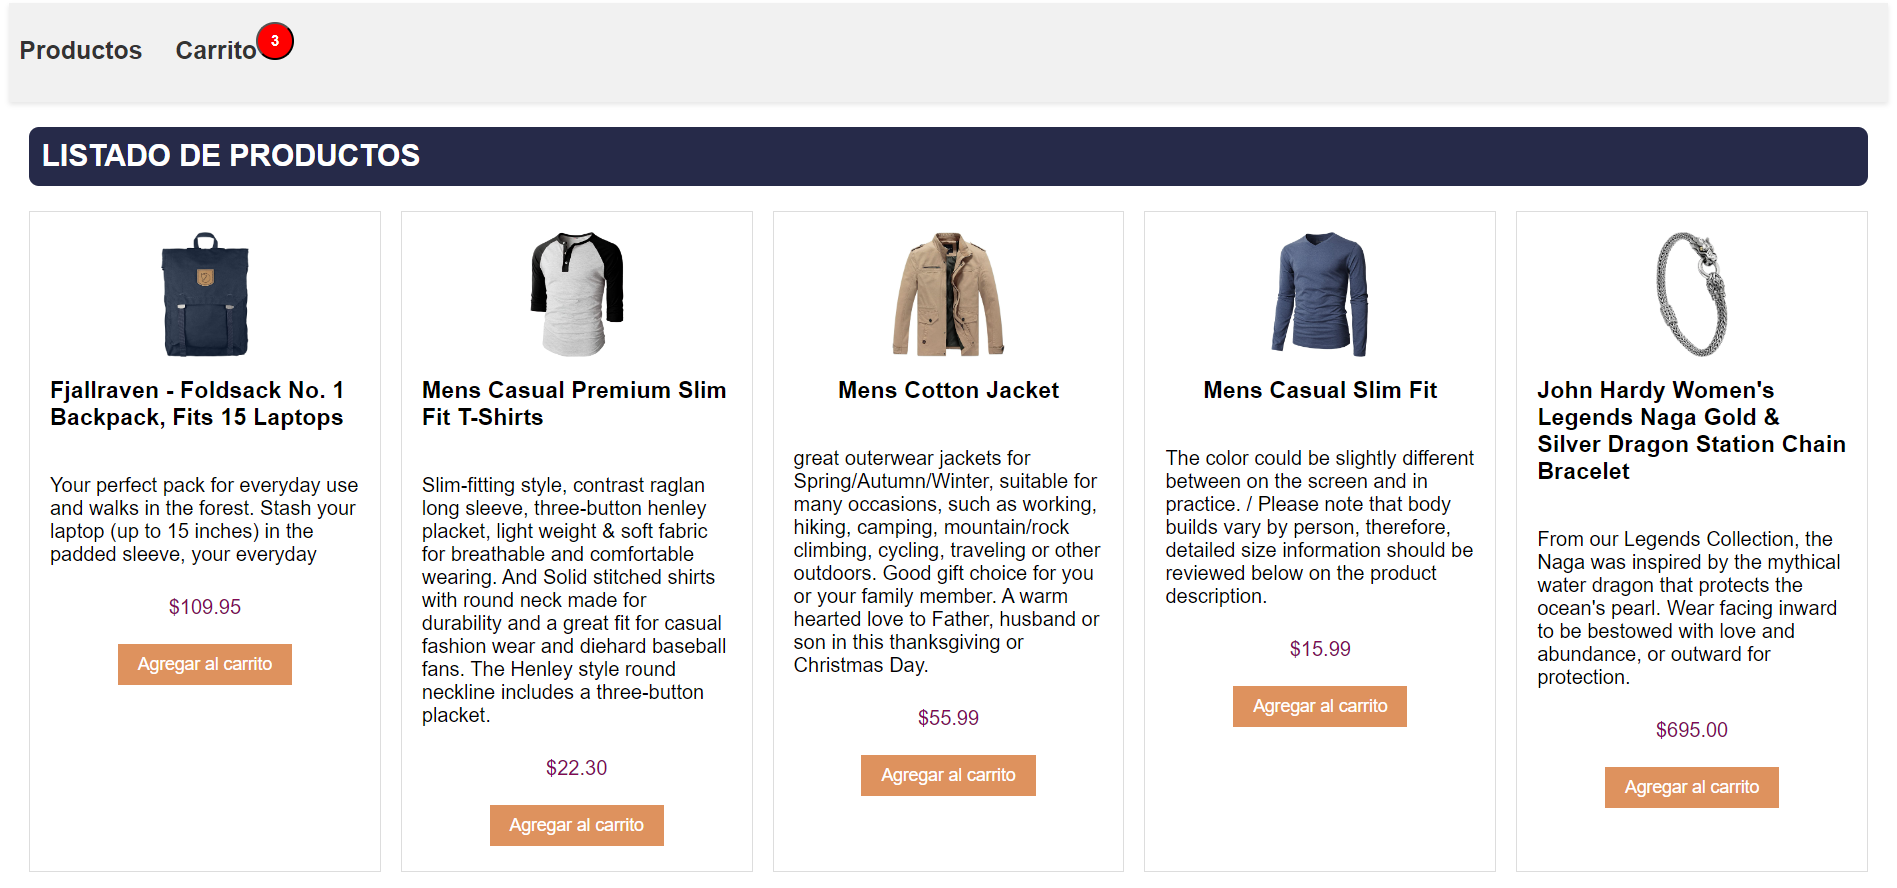 Productos Carrito 3
LISTADO DE PRODUCTOS
Fjallraven - Foldsack No. 1
Backpack, Fits 15 Laptops
Your perfect pack for everyday use
and walks in the forest. Stash your
laptop (up to 15 inches) in the
padded sleeve, your everyday
$109.95
Agregar al carrito
Mens Casual Premium Slim
Fit T-Shirts
Slim-fitting style, contrast raglan
long sleeve, three-button henley
placket, light weight & soft fabric
for breathable and comfortable
wearing. And Solid stitched shirts
with round neck made for
durability and a great fit for casual
fashion wear and diehard baseball
fans. The Henley style round
neckline includes a three-button
placket.
$22.30
Agregar al carrito
Mens Cotton Jacket
great outerwear jackets for
Spring/Autumn/Winter, suitable for
many occasions, such as working,
hiking, camping, mountain/rock
climbing, cycling, traveling or other
outdoors. Good gift choice for you
or your family member. A warm
hearted love to Father, husband or
son in this thanksgiving or
Christmas Day.
$55.99
Agregar al carrito
Mens Casual Slim Fit
The color could be slightly different
between on the screen and in
practice. / Please note that body
builds vary by person, therefore,
detailed size information should be
reviewed below on the product
description.
$15.99
Agregar al carrito
John Hardy Women's
Legends Naga Gold &
Silver Dragon Station Chain
Bracelet
From our Legends Collection, the
Naga was inspired by the mythical
water dragon that protects the
ocean's pearl. Wear facing inward
to be bestowed with love and
abundance, or outward for
protection.
$695.00
Agregar al carrito